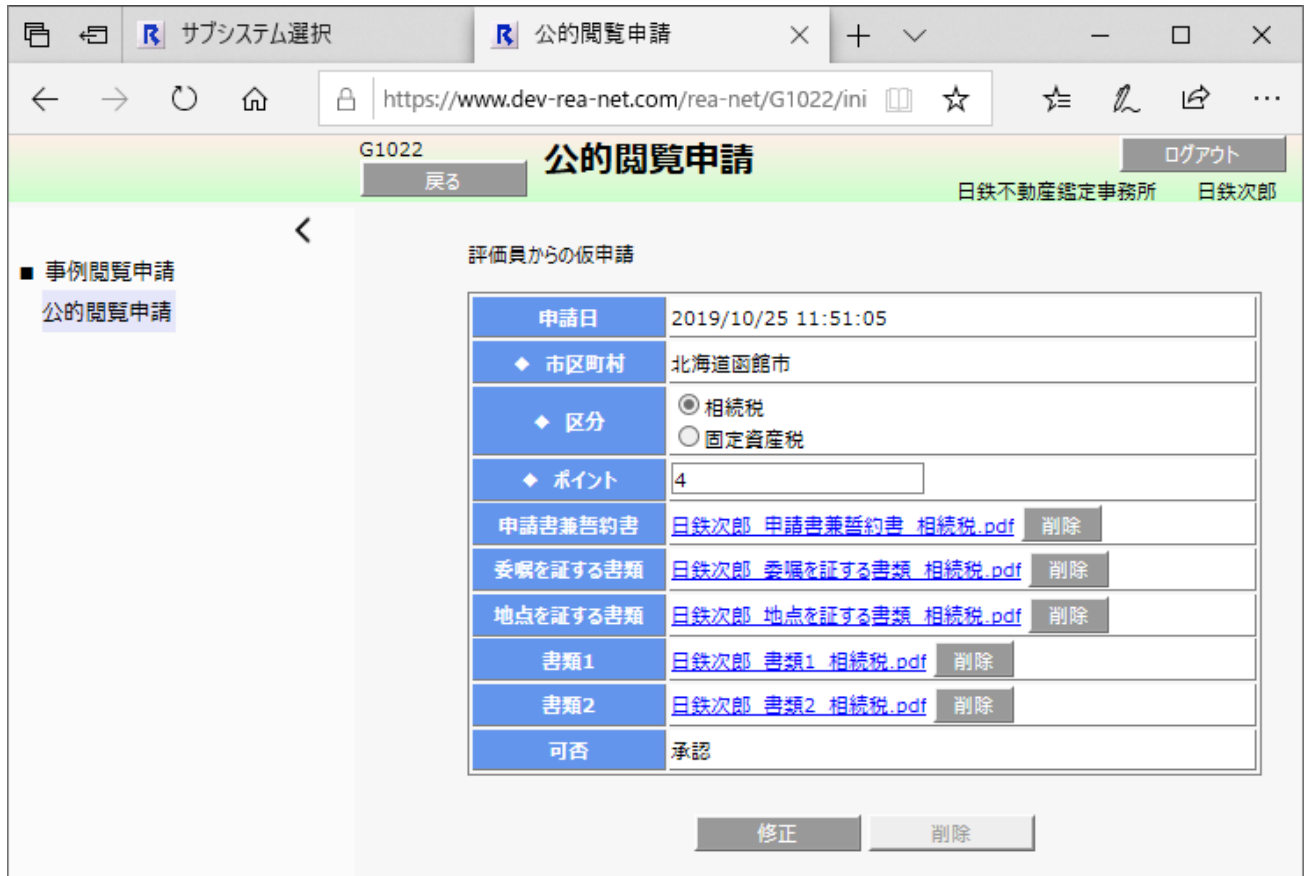 サブシステム選択
公的閲覧申請
https://www.dev-rea-net.com/rea-net/G1022/ini
G1022
戻る
公的閲覧申請
ログアウト
日鉄不動産鑑定事務所 日鉄次郎
■ 事例閲覧申請
公的閲覧申請
評価員からの仮申請
申請日 2019/10/25 11:51:05
◆ 市区町村 北海道函館市
◆ 区分 相続税
固定資産税
◆ ポイント 4
申請書兼誓約書 日鉄次郎_申請書兼誓約書_相続税.pdf 削除
委嘱を証する書類 日鉄次郎_委嘱を証する書類_相続税.pdf 削除
地点を証する書類 日鉄次郎_地点を証する書類_相続税.pdf 削除
書類1 日鉄次郎_書類1_相続税.pdf 削除
書類2 日鉄次郎_書類2_相続税.pdf 削除
可否 承認
修正 削除